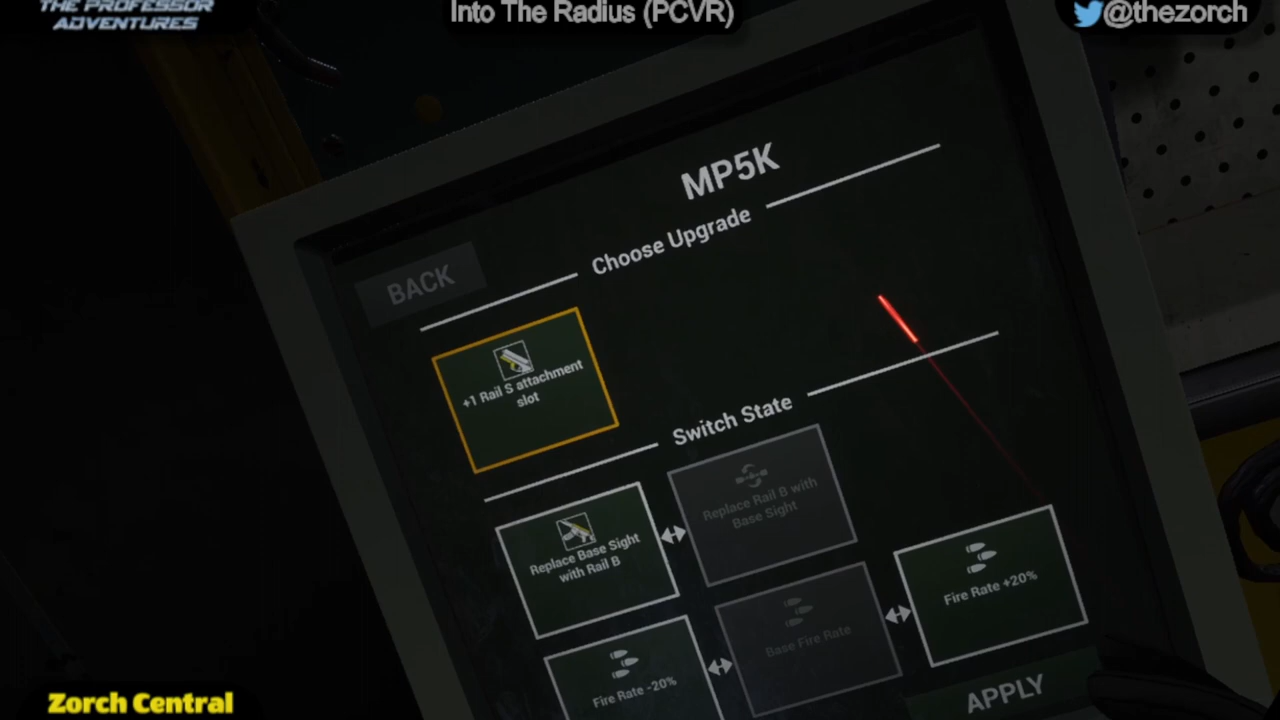 THE PROFESSOR
ADVENTURES
Into The Radius (PCVR)
@thezorch
MP5K
Choose Upgrade
BACK
+1 Rail S attachment
slot
Switch State
Replace Base Sight
with Rail B
Replace Rail B with
Base Sight
Fire Rate -20%
Base Fire Rate
Fire Rate +20%
APPLY
Zorch Central